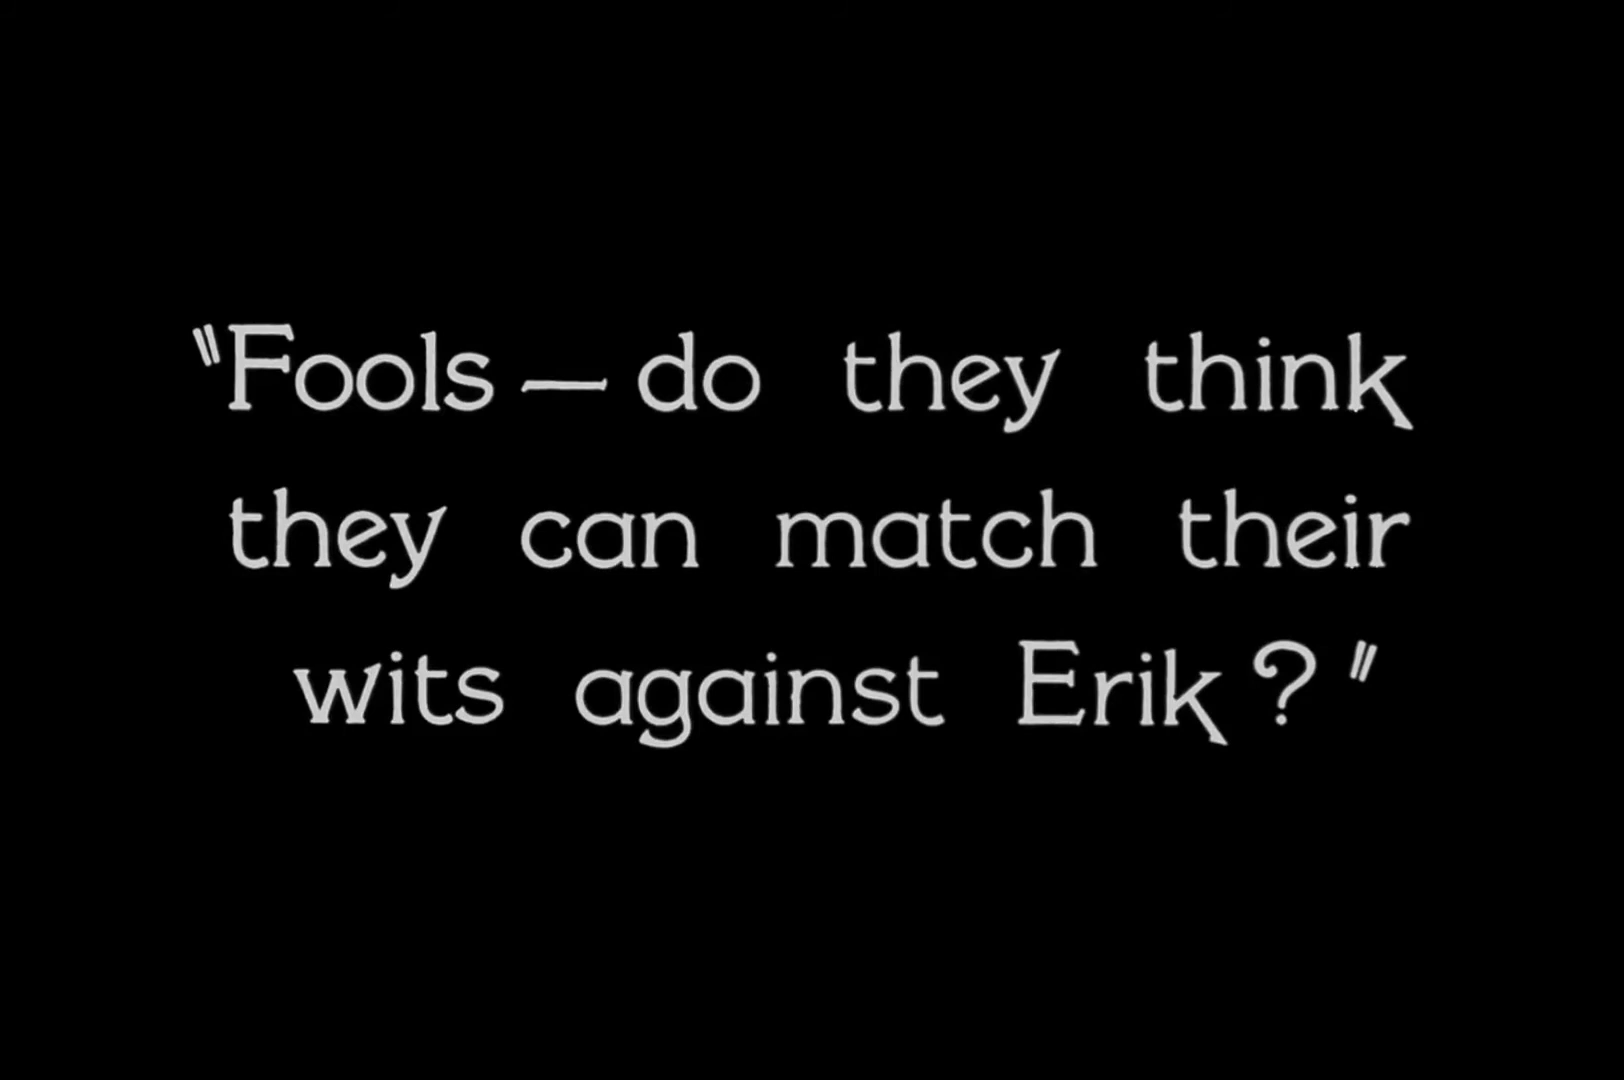 "Fools — do they think
they can match their
wits against Erik?"